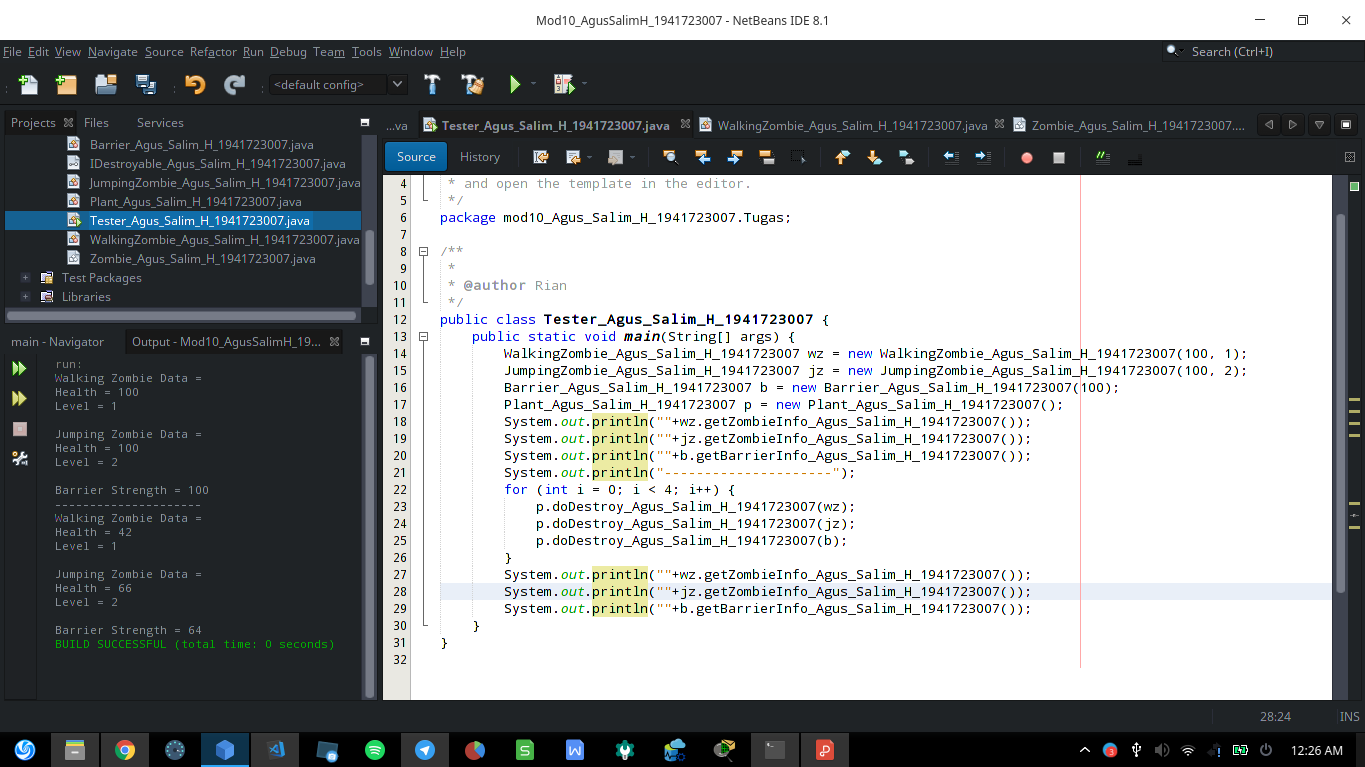 Mod10_AgusSalimH_1941723007 - NetBeans IDE 8.1
File Edit View Navigate Source Refactor Run Debug Team Tools Window Help
Search (Ctrl+I)
<default config>
Projects Files Services
Barrier_Agus_Salim_H_1941723007.java
IDestroyable_Agus_Salim_H_1941723007.java
JumpingZombie_Agus_Salim_H_1941723007.java
Plant_Agus_Salim_H_1941723007.java
Tester_Agus_Salim_H_1941723007.java
WalkingZombie_Agus_Salim_H_1941723007.java
Zombie_Agus_Salim_H_1941723007.java
Test Packages
Libraries
main - Navigator Output - Mod10_AgusSalimH_19...
run:
Walking Zombie Data =
Health = 100
Level = 1
Jumping Zombie Data =
Health = 100
Level = 2
Barrier Strength = 100
---------------------
Walking Zombie Data =
Health = 42
Level = 1
Jumping Zombie Data =
Health = 66
Level = 2
Barrier Strength = 64
BUILD SUCCESSFUL (total time: 0 seconds)
...va Tester_Agus_Salim_H_1941723007.java WalkingZombie_Agus_Salim_H_1941723007.java Zombie_Agus_Salim_H_1941723007....
Source History
4 * and open the template in the editor.
5 */
6 package mod10_Agus_Salim_H_1941723007.Tugas;
7
8 /**
9 *
10 * @author Rian
11 */
12 public class Tester_Agus_Salim_H_1941723007 {
13 public static void main(String[] args) {
14 WalkingZombie_Agus_Salim_H_1941723007 wz = new WalkingZombie_Agus_Salim_H_1941723007(100, 1);
15 JumpingZombie_Agus_Salim_H_1941723007 jz = new JumpingZombie_Agus_Salim_H_1941723007(100, 2);
16 Barrier_Agus_Salim_H_1941723007 b = new Barrier_Agus_Salim_H_1941723007(100);
17 Plant_Agus_Salim_H_1941723007 p = new Plant_Agus_Salim_H_1941723007();
18 System.out.println(""+wz.getZombieInfo_Agus_Salim_H_1941723007());
19 System.out.println(""+jz.getZombieInfo_Agus_Salim_H_1941723007());
20 System.out.println(""+b.getBarrierInfo_Agus_Salim_H_1941723007());
21 System.out.println("---------------------");
22 for (int i = 0; i < 4; i++) {
23 p.doDestroy_Agus_Salim_H_1941723007(wz);
24 p.doDestroy_Agus_Salim_H_1941723007(jz);
25 p.doDestroy_Agus_Salim_H_1941723007(b);
26 }
27 System.out.println(""+wz.getZombieInfo_Agus_Salim_H_1941723007());
28 System.out.println(""+jz.getZombieInfo_Agus_Salim_H_1941723007());
29 System.out.println(""+b.getBarrierInfo_Agus_Salim_H_1941723007());
30 }
31 }
32
28:24 INS
12:26 AM